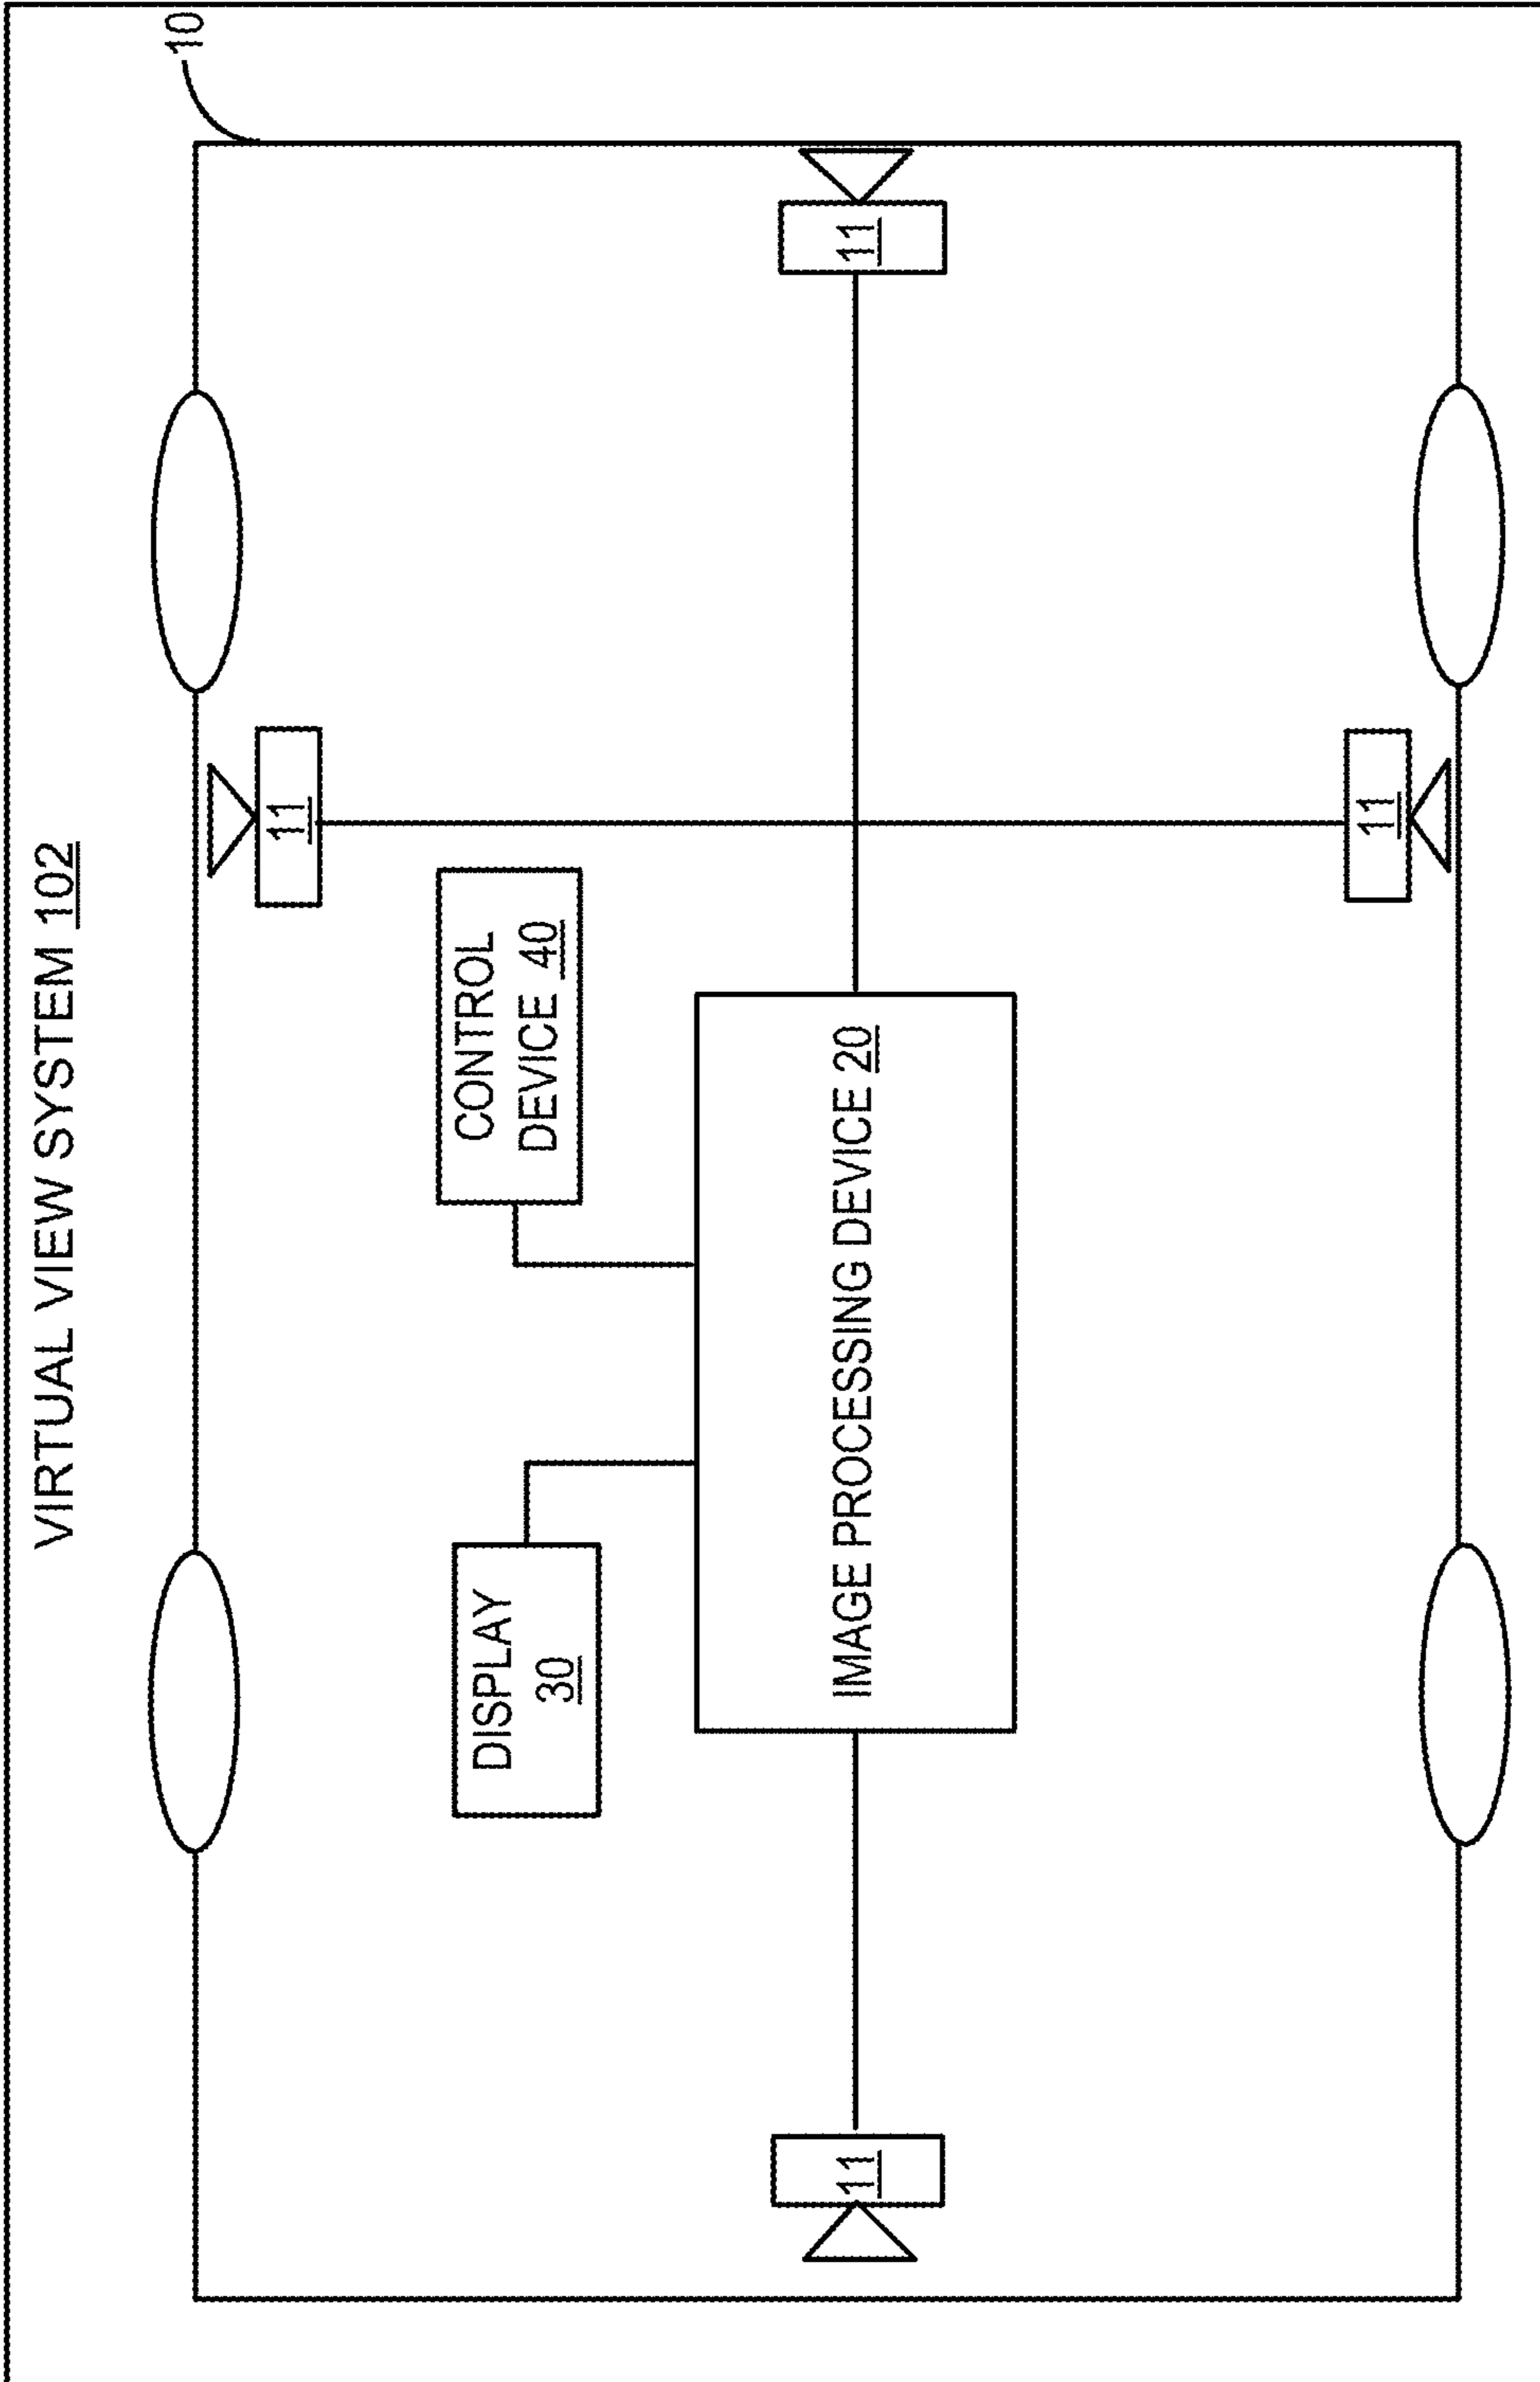 VIRTUAL VIEW SYSTEM 102
10
11
CONTROL
DEVICE 40
DISPLAY
30
11
IMAGE PROCESSING DEVICE 20
11
11